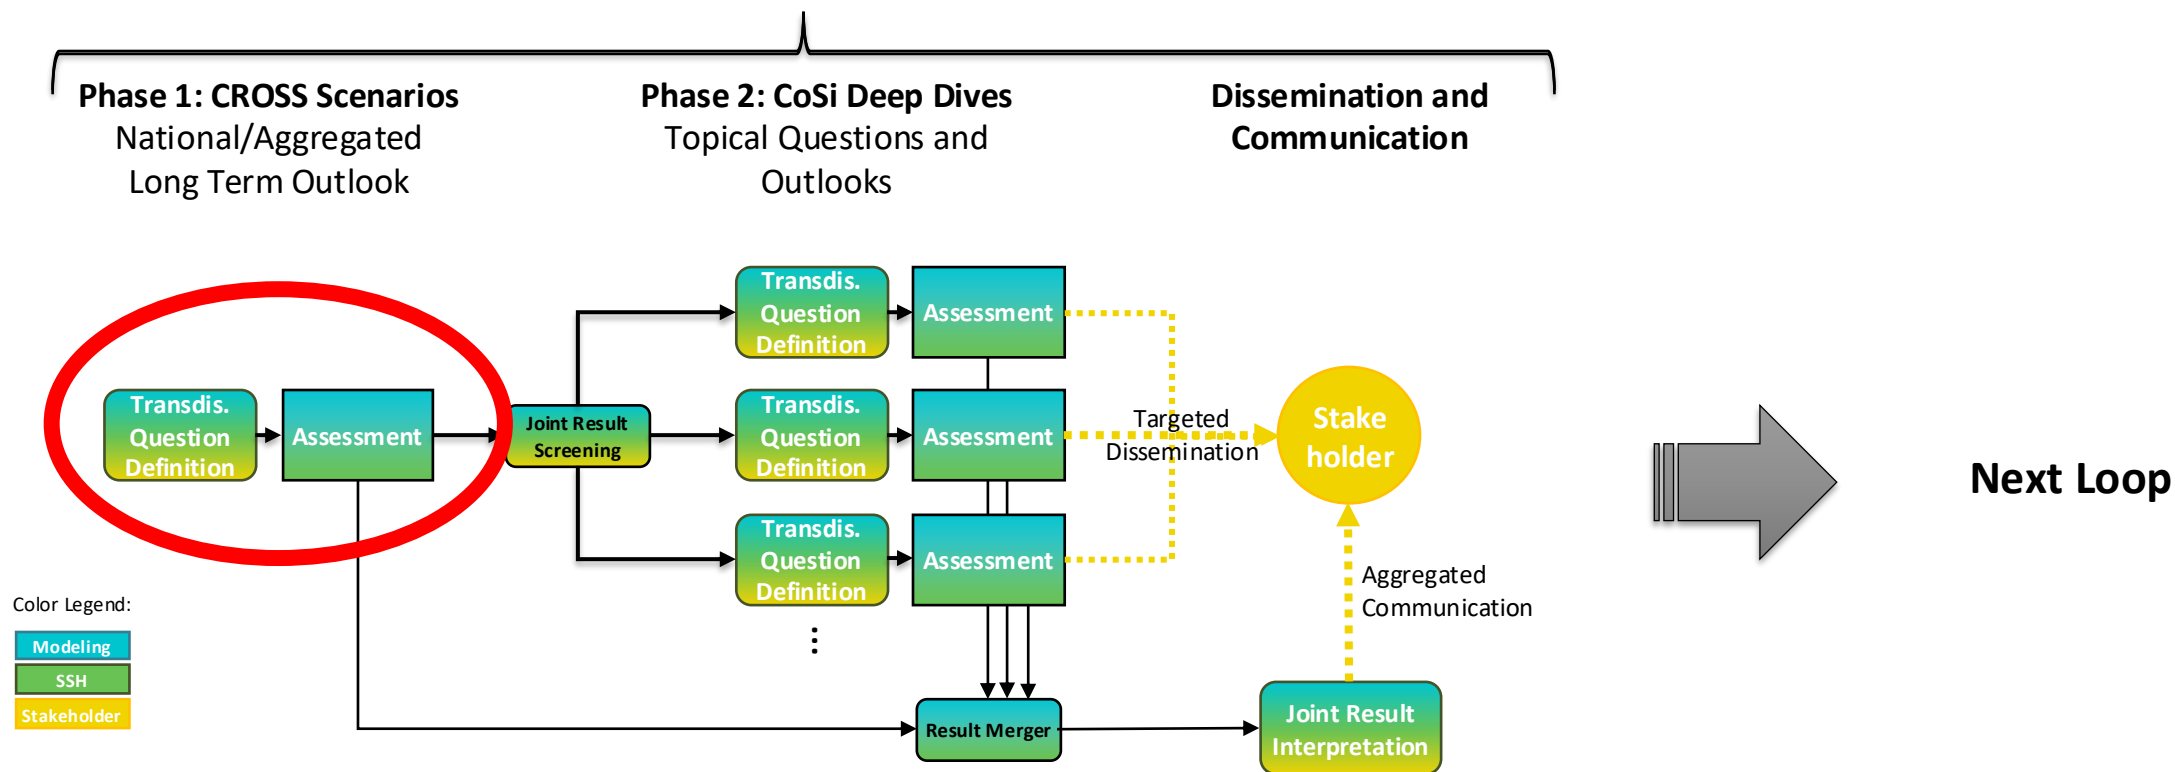 Phase 1: CROSS Scenarios
National/Aggregated
Long Term Outlook
Phase 2: CoSi Deep Dives
Topical Questions and
Outlooks
Dissemination and
Communication
Transdis.
Question
Definition
Assessment
Joint Result
Screening
Transdis.
Question
Definition
Assessment
Transdis.
Question
Definition
Assessment
Transdis.
Question
Definition
Assessment
...
Targeted
Dissemination
Stake
holder
Aggregated
Communication
Result Merger
Joint Result
Interpretation
Next Loop
Color Legend:
Modeling
SSH
Stakeholder